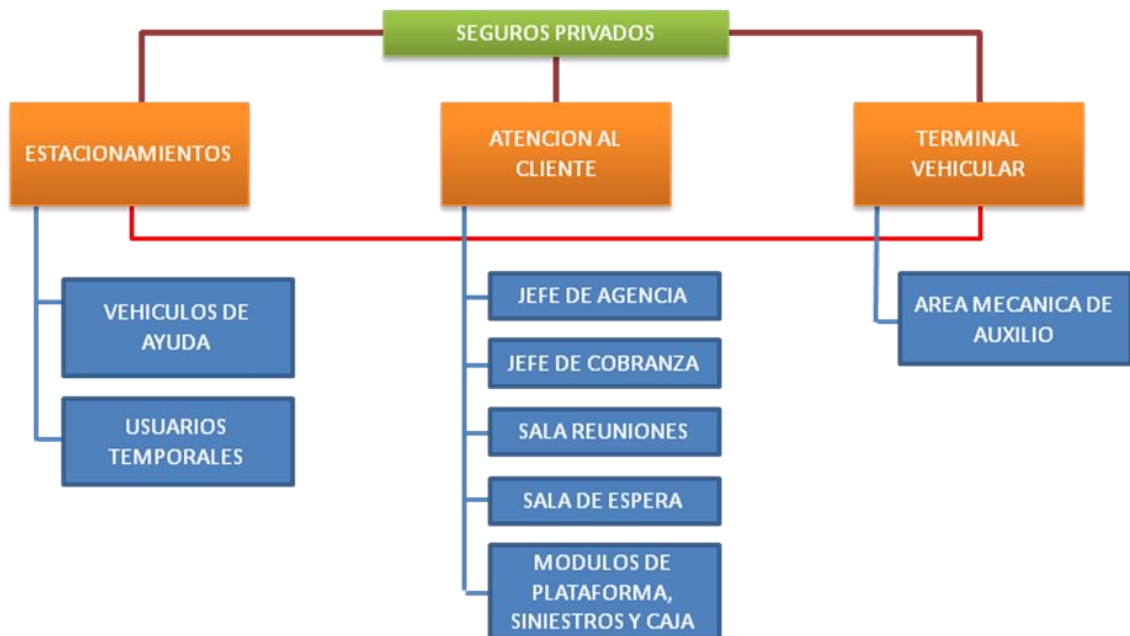 SEGUROS PRIVADOS
ESTACIONAMIENTOS
ATENCION AL
CLIENTE
TERMINAL
VEHICULAR
VEHICULOS DE
AYUDA
USUARIOS
TEMPORALES
JEFE DE AGENCIA
JEFE DE COBRANZA
SALA REUNIONES
SALA DE ESPERA
MODULOS DE
PLATAFORMA,
SINIESTROS Y CAJA
AREA MECANICA DE
AUXILIO